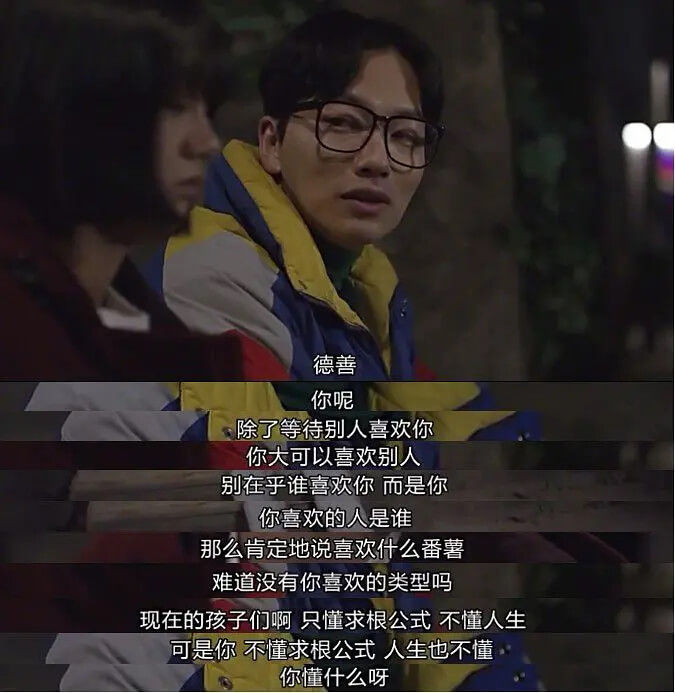 德善
你呢
除了等待别人喜欢你
你大可以喜欢别人
别在乎谁喜欢你 而是你
你喜欢的人是谁
那么肯定地说喜欢什么番薯
难道没有你喜欢的类型吗
现在的孩子们啊 只懂求根公式 不懂人生
可是你 不懂求根公式 人生也不懂
你懂什么呀